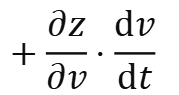 + ∂z/∂v · dv/dt